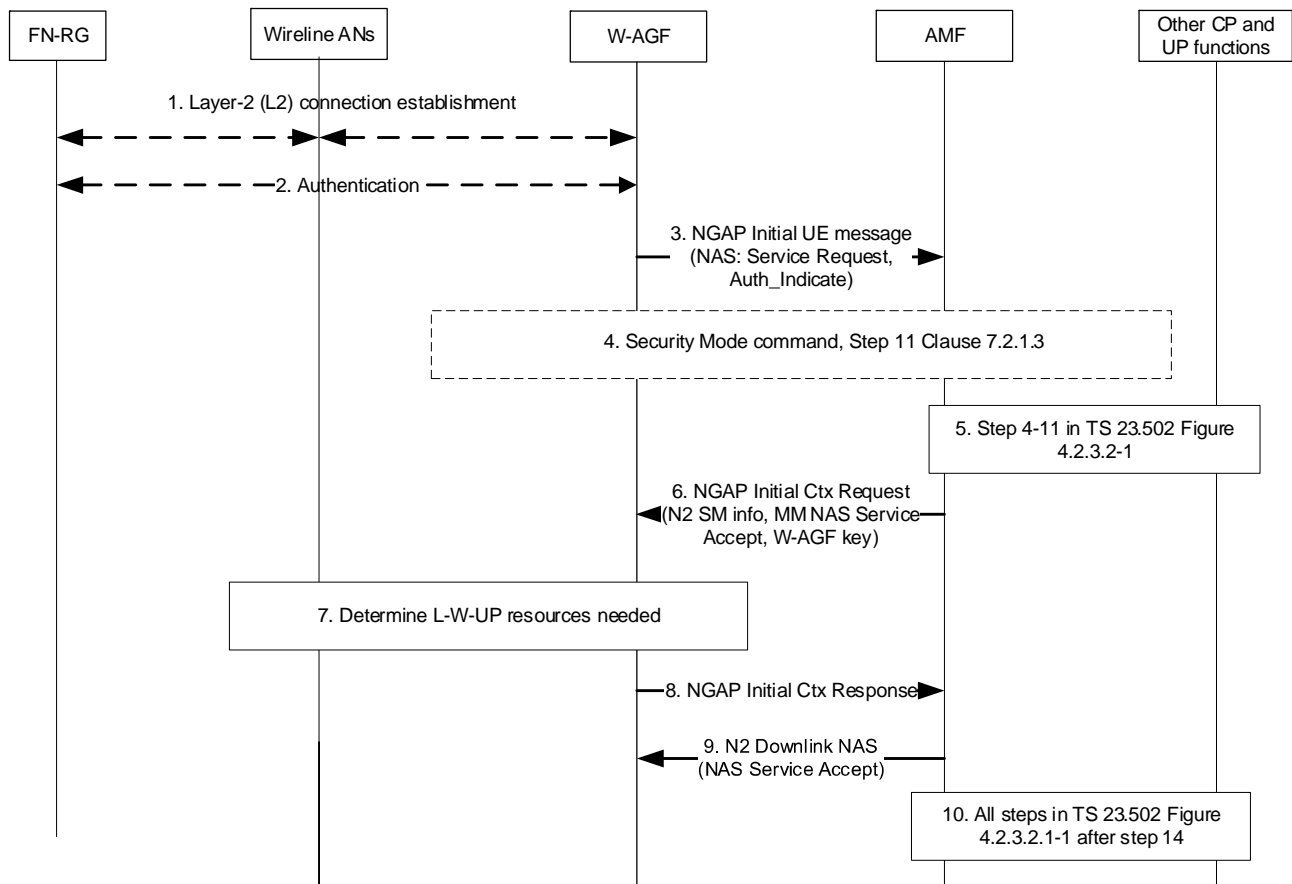 FN-RG
Wireline ANs
W-AGF
AMF
Other CP and
UP functions
1. Layer-2 (L2) connection establishment
2. Authentication
3. NGAP Initial UE message
(NAS: Service Request,
Auth_Indicate)
4. Security Mode command, Step 11 Clause 7.2.1.3
5. Step 4-11 in TS 23.502 Figure
4.2.3.2-1
6. NGAP Initial Ctx Request
(N2 SM info, MM NAS Service
Accept, W-AGF key)
7. Determine L-W-UP resources needed
8. NGAP Initial Ctx Response
9. N2 Downlink NAS
(NAS Service Accept)
10. All steps in TS 23.502 Figure
4.2.3.2.1-1 after step 14